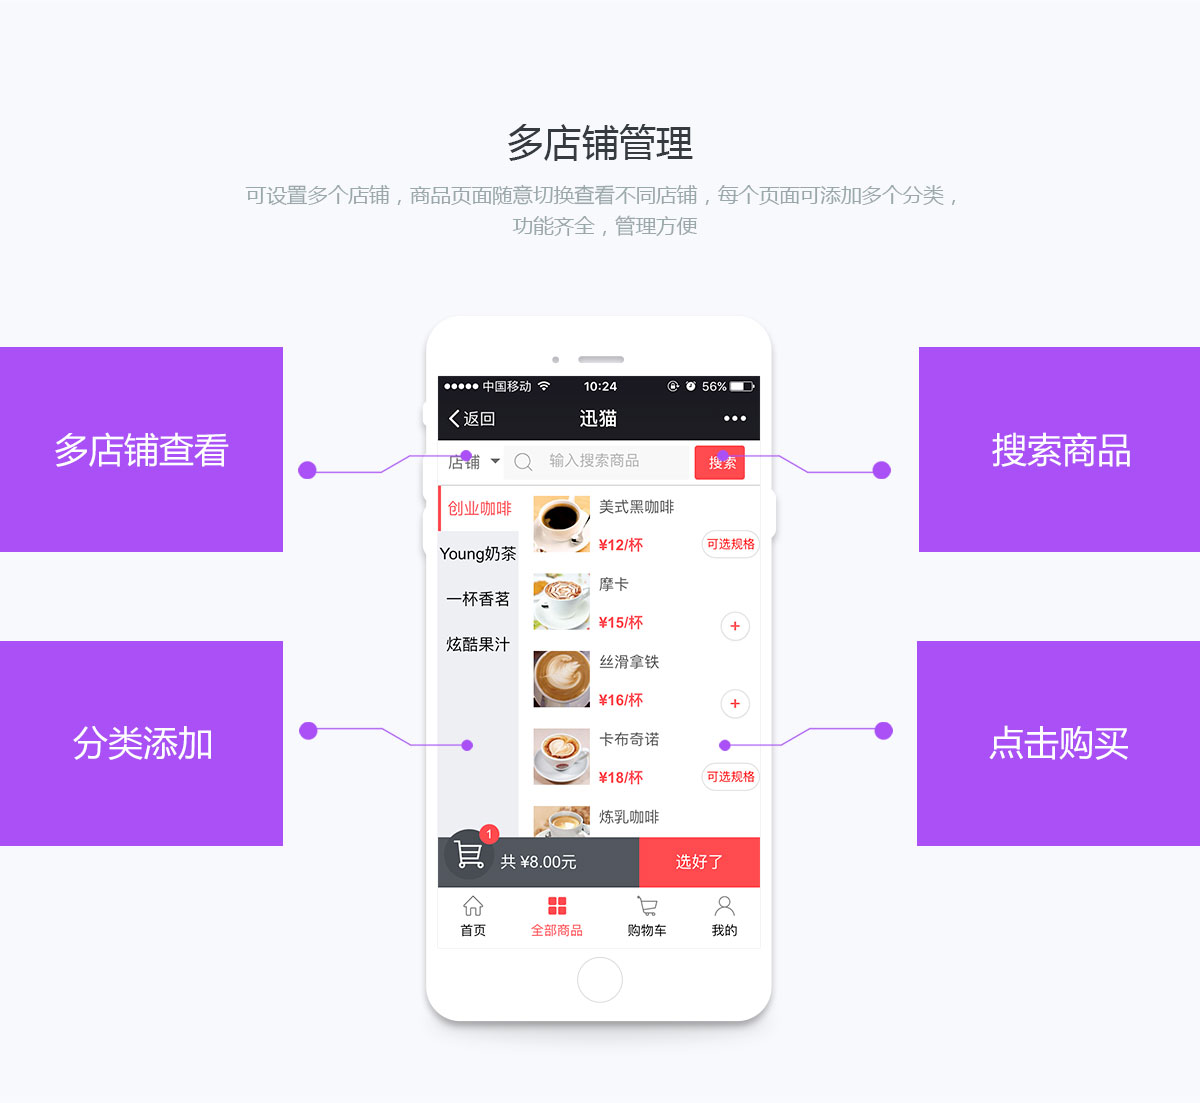 多店铺管理
可设置多个店铺，商品页面随意切换查看不同店铺，每个页面可添加多个分类，
功能齐全，管理方便
多店铺查看
搜索商品
分类添加
点击购买
中国移动 10:24 56%
返回 迅猫 •••
店铺 输入搜索商品 搜索
创业咖啡
Young奶茶
一杯香茗
炫酷果汁
美式黑咖啡
¥12/杯 可选规格
摩卡
¥15/杯 +
丝滑拿铁
¥16/杯 +
卡布奇诺
¥18/杯 可选规格
炼乳咖啡
1
共 ¥8.00元 选好了
首页 全部商品 购物车 我的